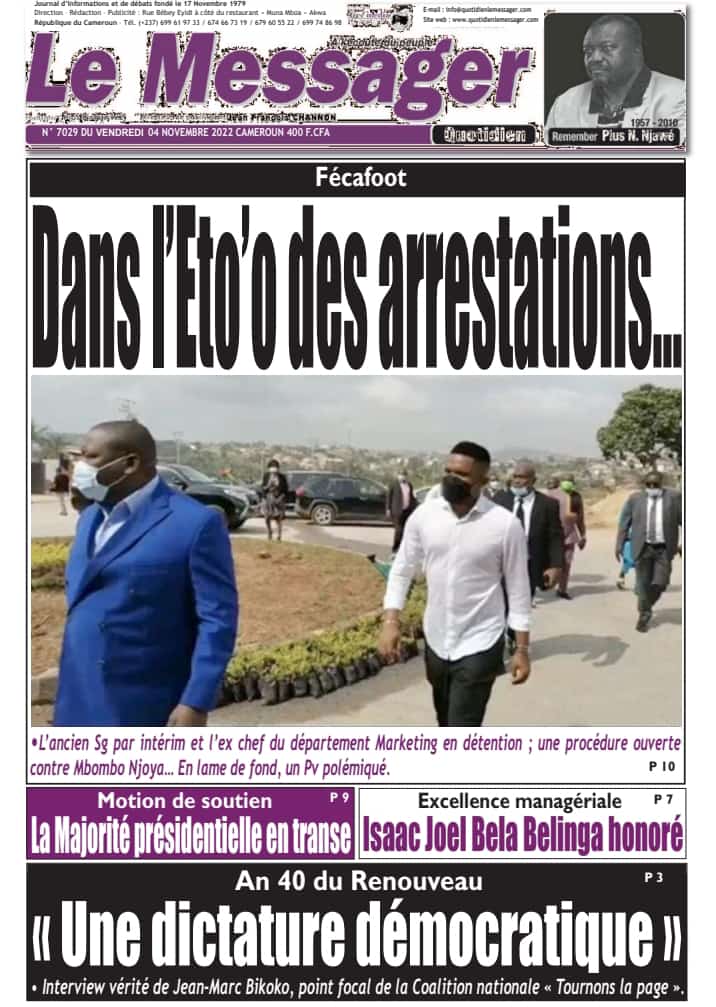 Journal d'Informations et de débats fondé le 17 Novembre 1979
Direction - Rédaction - Publicité : Rue Bébey Eyidi à côté du restaurant - Muna Mboa - Akwa
République du Cameroun - Tél. (+237) 699 61 97 33 / 674 66 73 19 / 679 60 55 22 / 699 74 86 98
E-mail : info@quotidienlemessager.com
Site web : www.quotidienlemessager.com
A l'écoute du peuple
Le Messager
Jean François CHANNON
N° 7029 DU VENDREDI 04 NOVEMBRE 2022 CAMEROUN 400 F.CFA
Quotidien
1957 - 2010
Remember Pius N. Njawé
Fécafoot
Dans l'Eto'o des arrestations...
•L'ancien Sg par intérim et l'ex chef du département Marketing en détention ; une procédure ouverte
contre Mbombo Njoya... En lame de fond, un Pv polémiqué.
P 10
Motion de soutien P 9
La Majorité présidentielle en transe
Excellence managériale P 7
Isaac Joel Bela Belinga honoré
An 40 du Renouveau P 3
« Une dictature démocratique »
• Interview vérité de Jean-Marc Bikoko, point focal de la Coalition nationale « Tournons la page ».